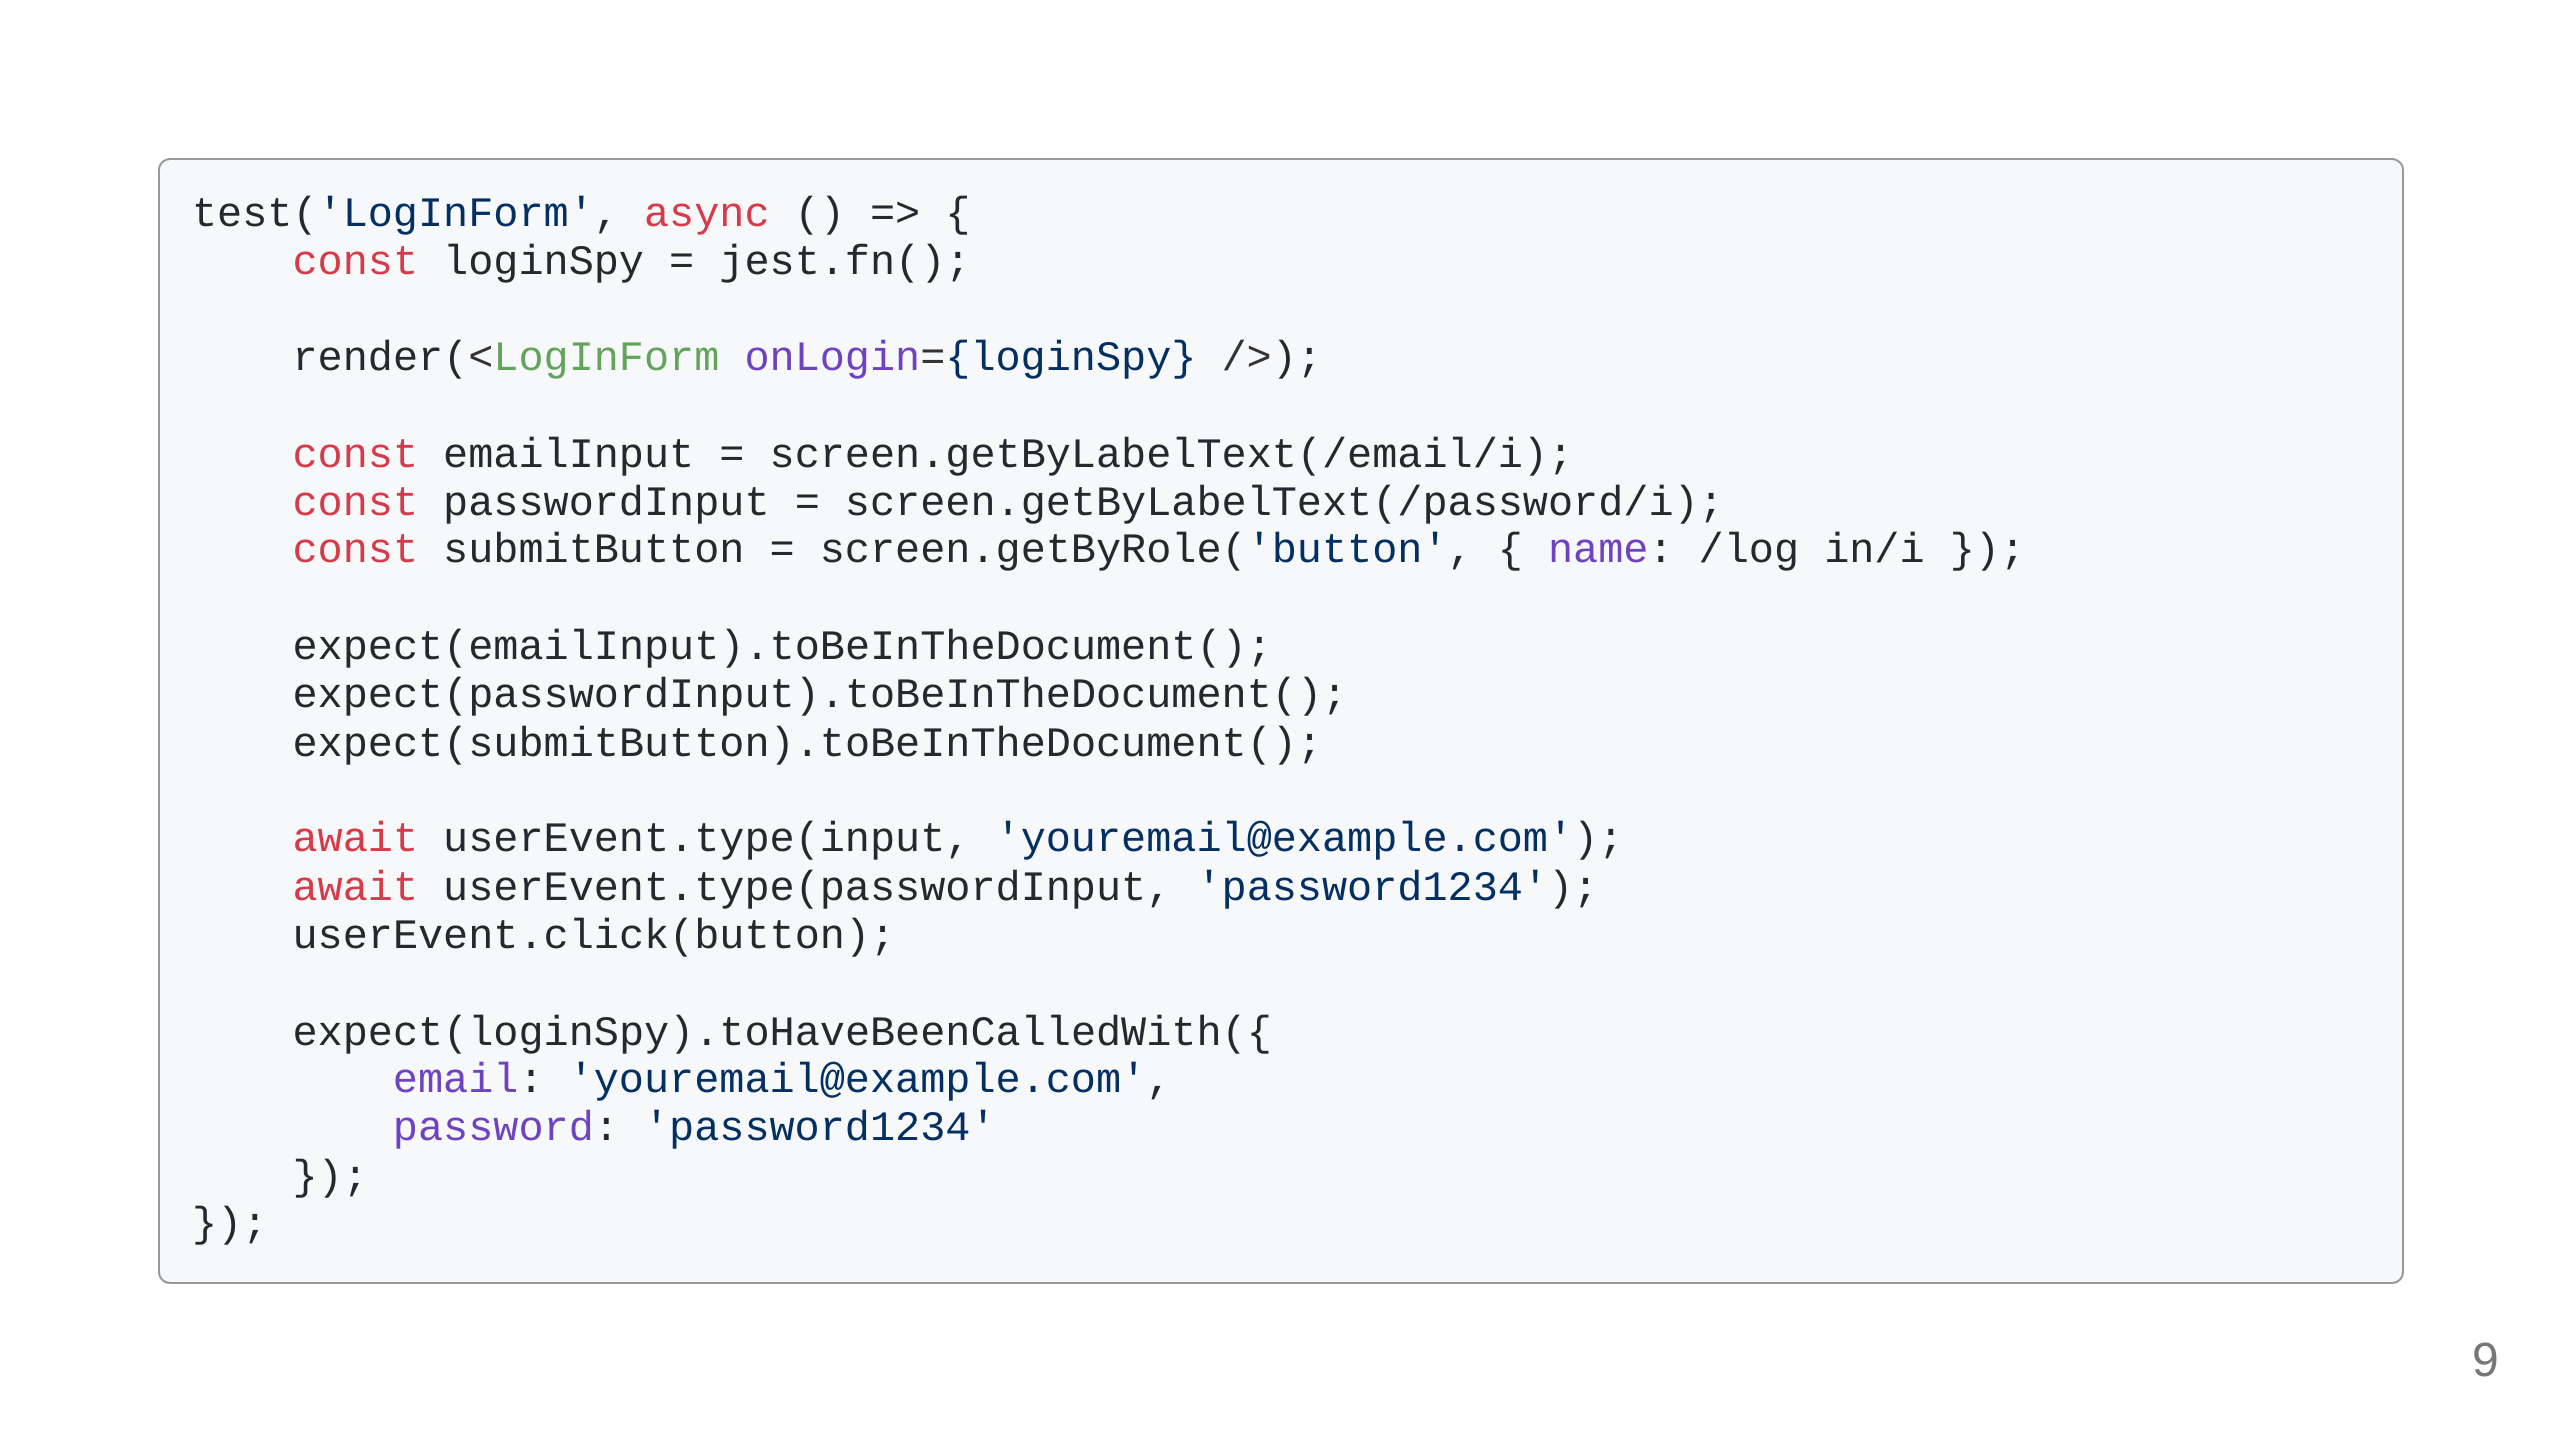 test('LogInForm', async () => {
    const loginSpy = jest.fn();

    render(<LogInForm onLogin={loginSpy} />);

    const emailInput = screen.getByLabelText(/email/i);
    const passwordInput = screen.getByLabelText(/password/i);
    const submitButton = screen.getByRole('button', { name: /log in/i });

    expect(emailInput).toBeInTheDocument();
    expect(passwordInput).toBeInTheDocument();
    expect(submitButton).toBeInTheDocument();

    await userEvent.type(input, 'youremail@example.com');
    await userEvent.type(passwordInput, 'password1234');
    userEvent.click(button);

    expect(loginSpy).toHaveBeenCalledWith({
        email: 'youremail@example.com',
        password: 'password1234'
    });
});
9